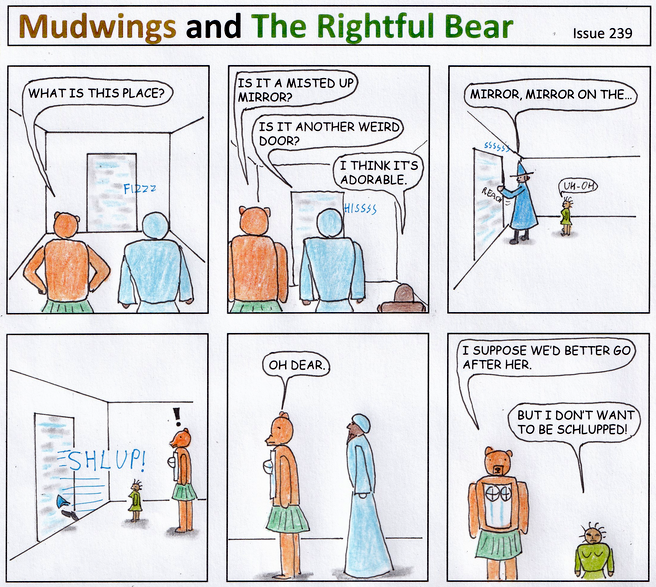 Mudwings and The Rightful Bear
Issue 239
WHAT IS THIS PLACE?
FIZZZ
IS IT A MISTED UP
MIRROR?
IS IT ANOTHER WEIRD
DOOR?
I THINK IT'S
ADORABLE.
HISSSS
MIRROR, MIRROR ON THE...
SSSSSS
REACH
UH-OH
SHLUP!
!
OH DEAR.
I SUPPOSE WE'D BETTER GO
AFTER HER.
BUT I DON'T WANT
TO BE SCHLUPPED!